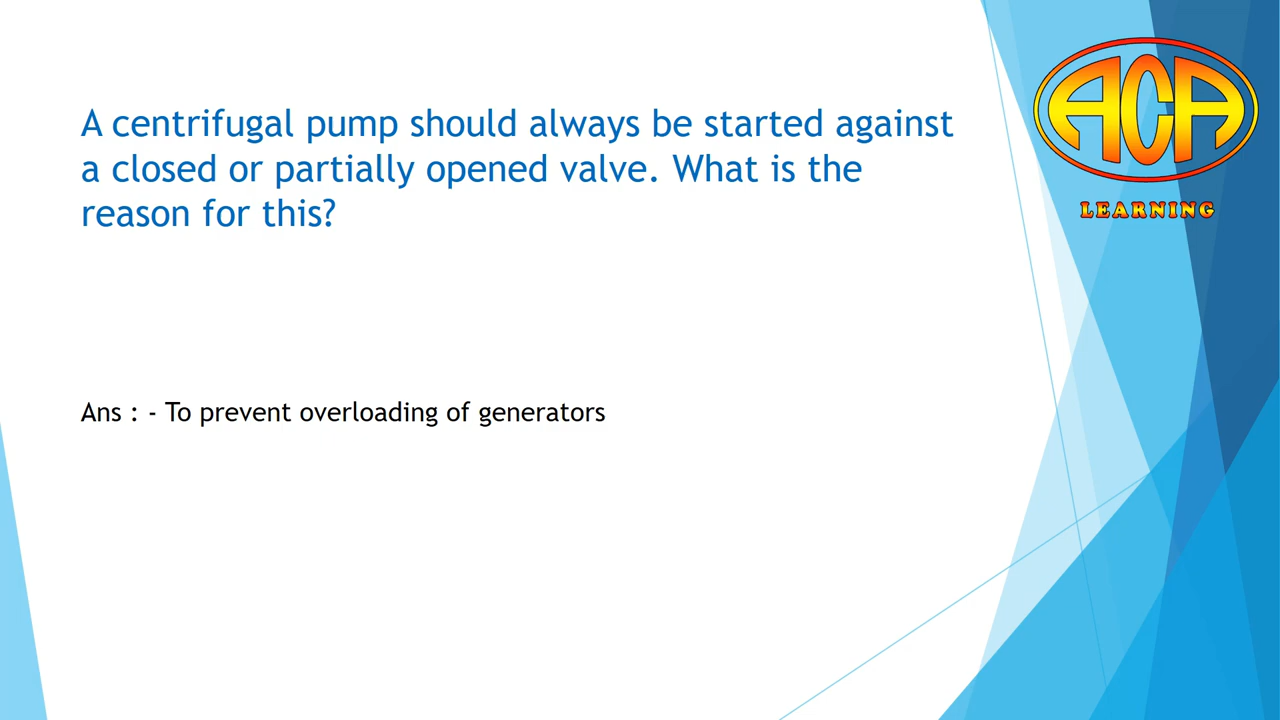 A centrifugal pump should always be started against
a closed or partially opened valve. What is the
reason for this?
Ans : - To prevent overloading of generators
ACA
LEARNING